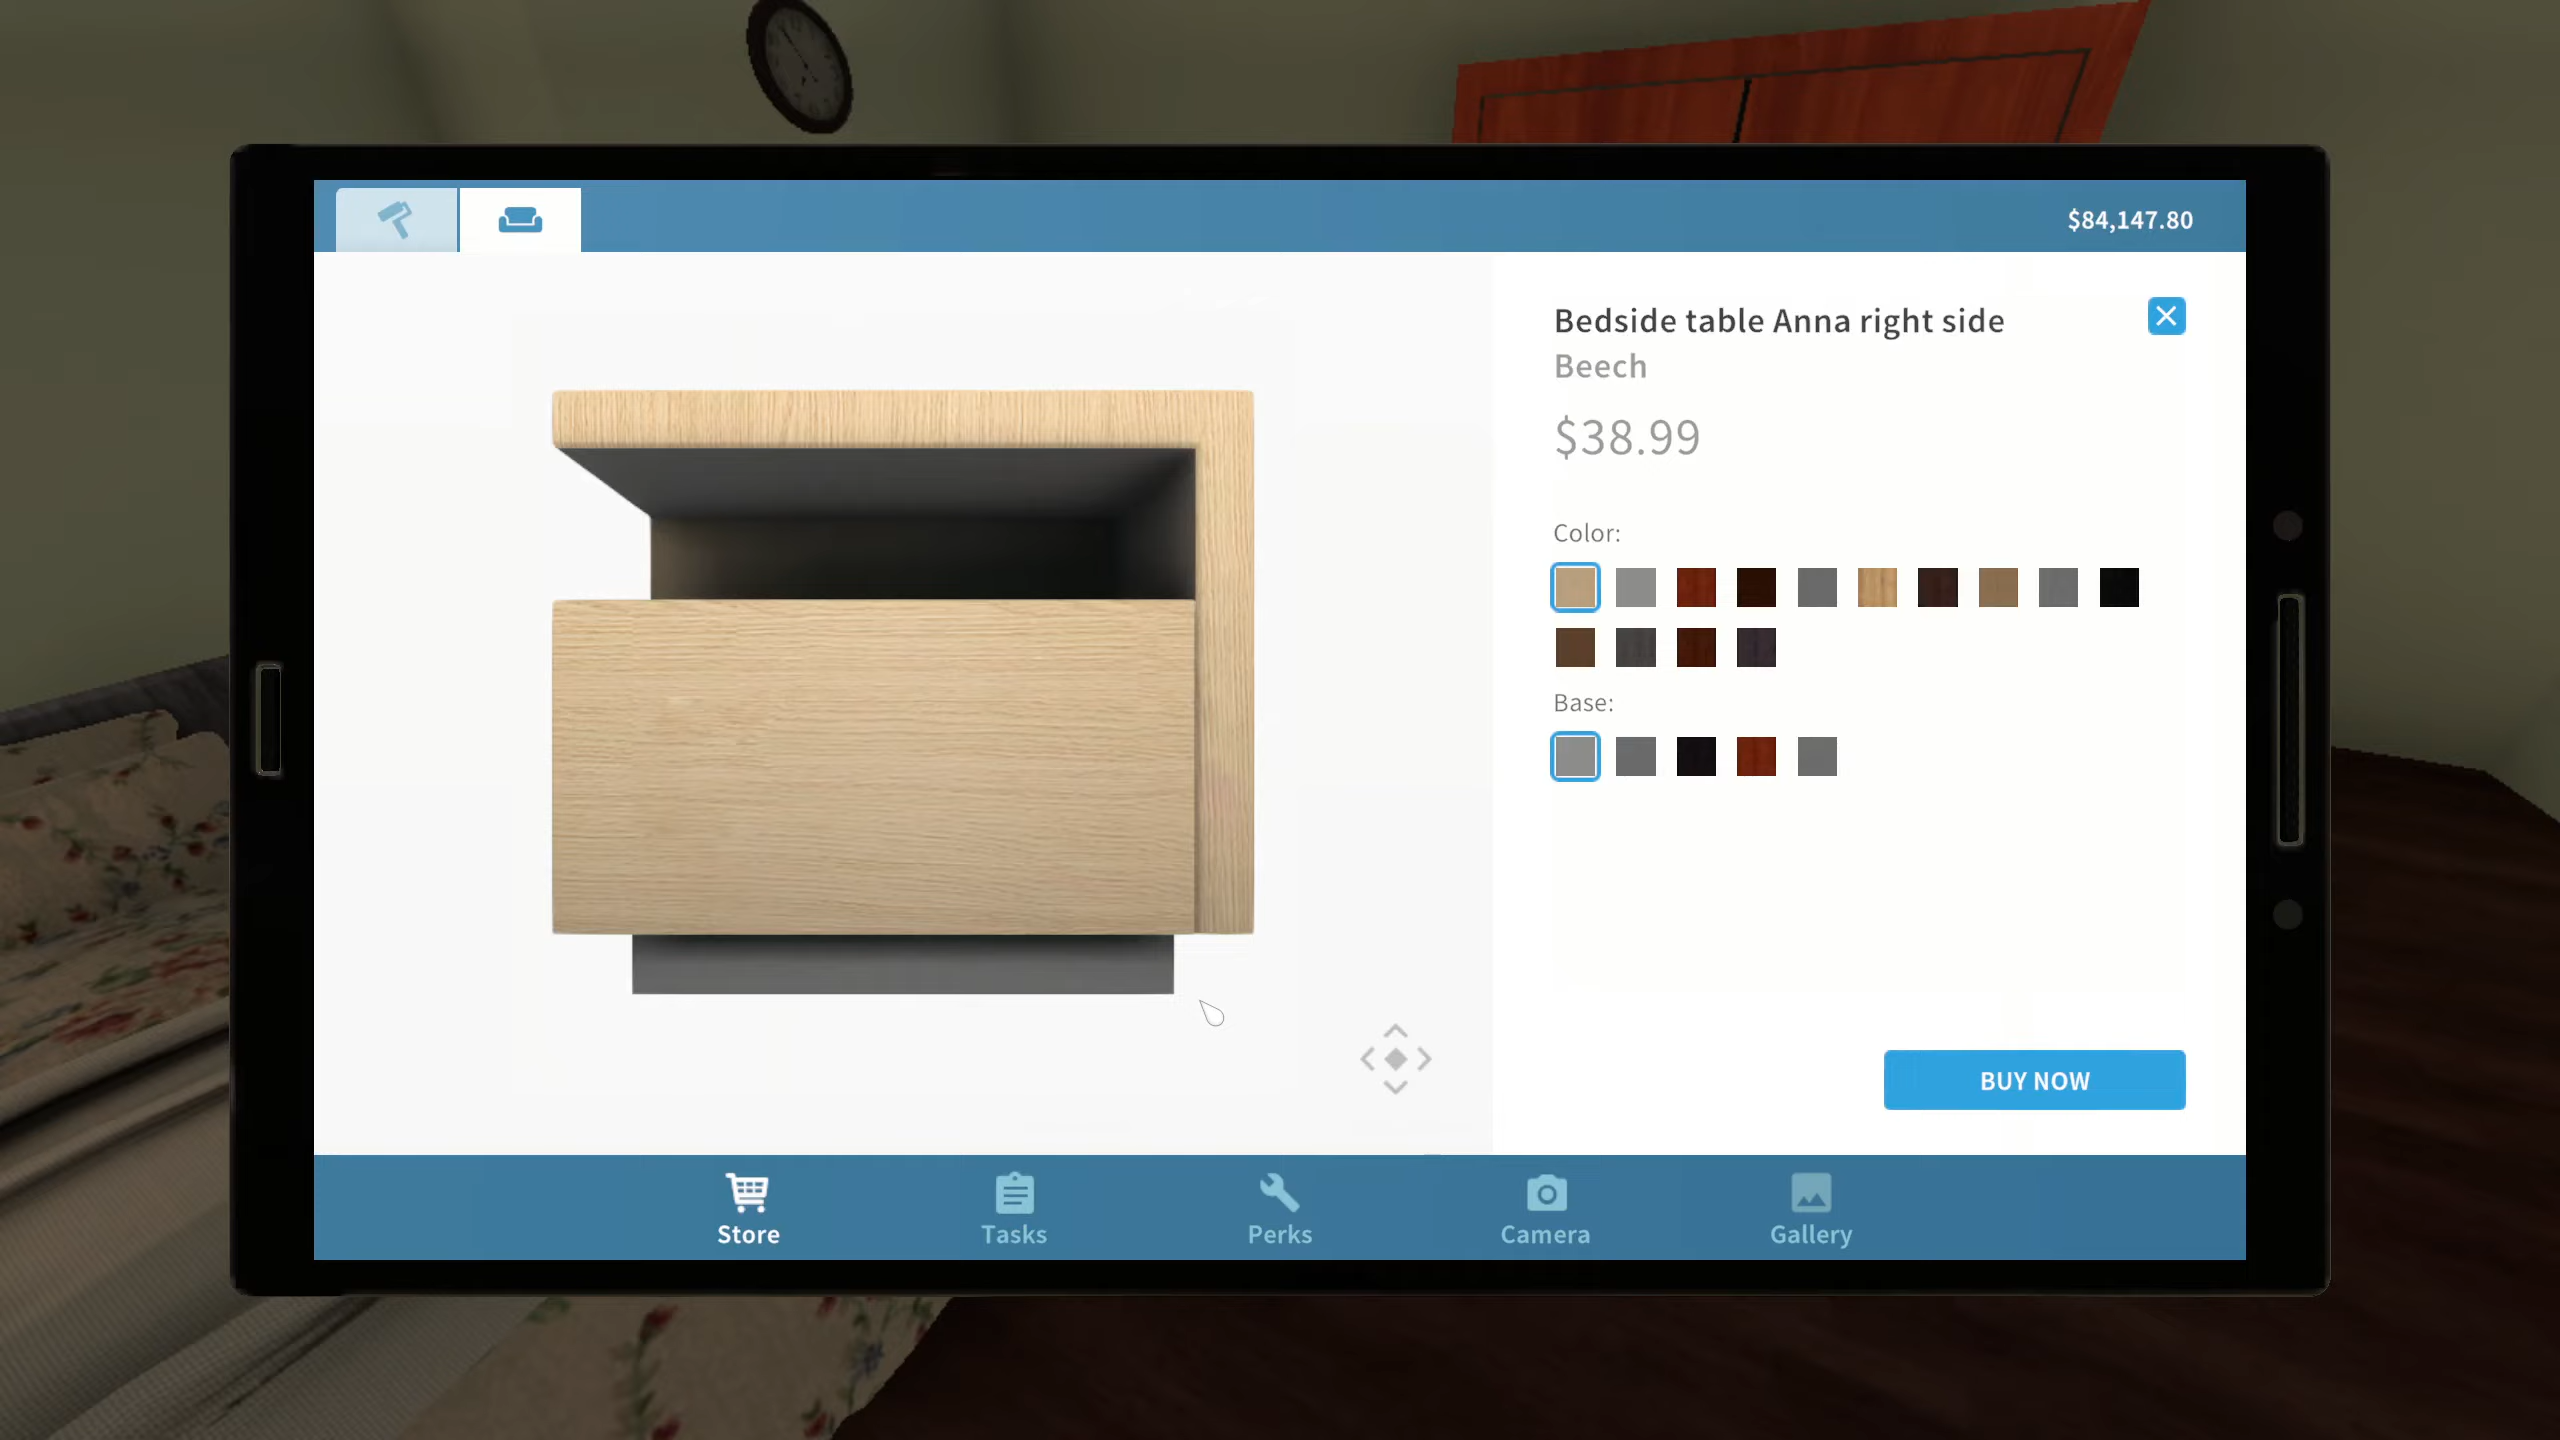 $84,147.80
Bedside table Anna right side
Beech
$38.99
Color:
Base:
BUY NOW
Store
Tasks
Perks
Camera
Gallery